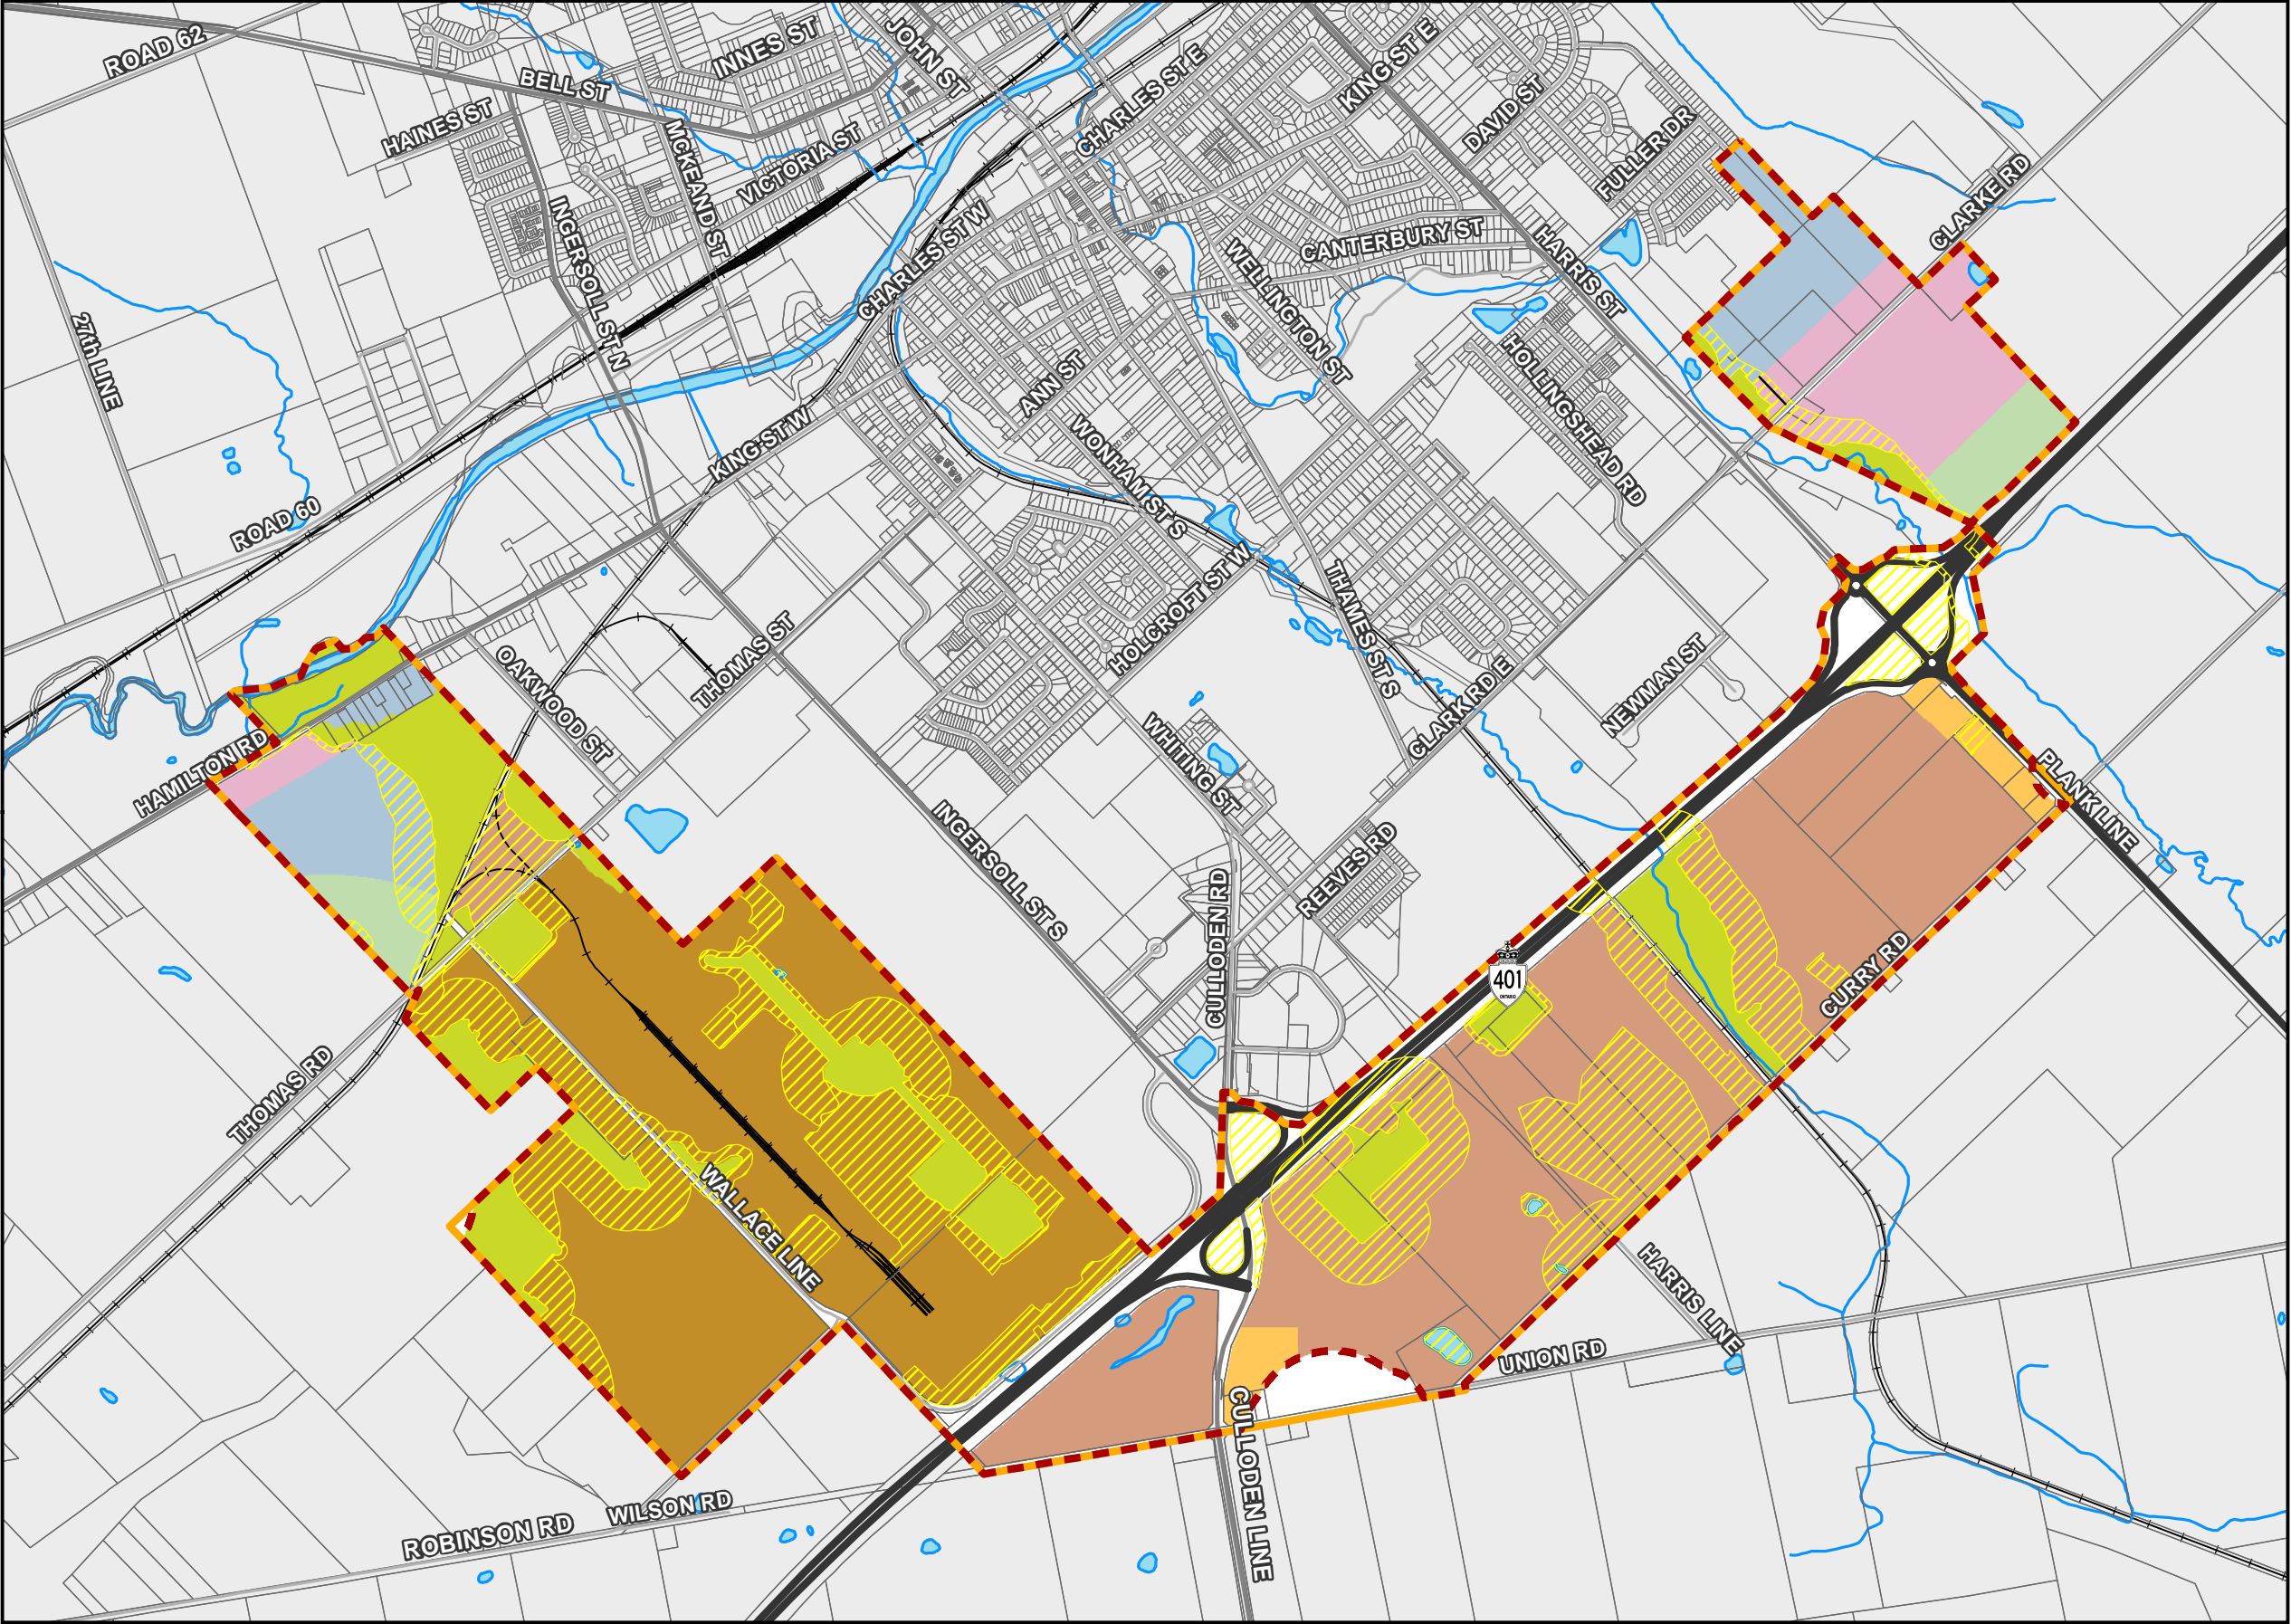 ROAD 62
INNES ST
JOHN ST
BELL ST
HAINES ST
MCKEAND ST
VICTORIA ST
CHARLES ST E
KING ST E
DAVID ST
FULLER DR
CLARKE RD
INGERSOLL ST N
CHARLES ST W
WELLINGTON ST
CANTERBURY ST
HARRIS ST
27th LINE
ANN ST
HOLLINGSHEAD RD
KING ST W
WONHAM ST S
ROAD 60
HOLCROFT ST W
THAMES ST S
THOMAS ST
OAKWOOD ST
NEWMAN ST
CLARK RD E
WHITING ST
HAMILTON RD
PLANK LINE
INGERSOLL ST S
REEVES RD
CULLODEN RD
401
ONTARIO
CURRY RD
THOMAS RD
WALLACE LINE
HARRIS LINE
UNION RD
CULLODEN LINE
WILSON RD
ROBINSON RD